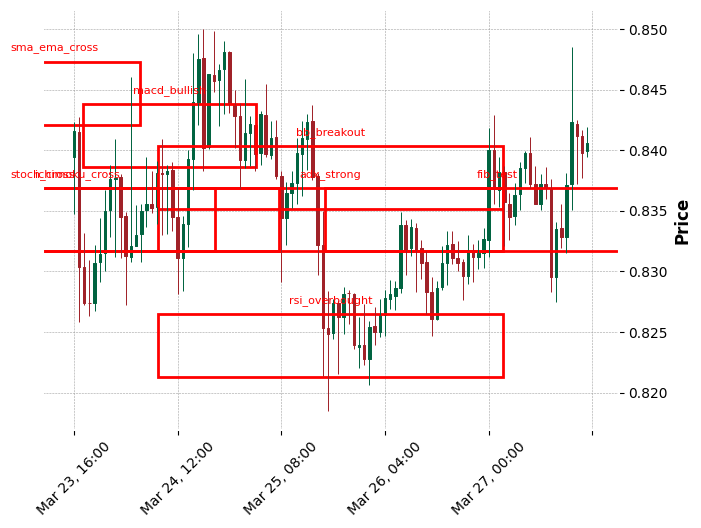 sma_ema_cross
0.850
0.845
macd_bullish
0.840
bb_breakout
stoch_cross
ichimoku_cross
adx_strong
fib_test
0.835
Price
0.830
rsi_overbought
0.825
0.820
Mar 23, 16:00
Mar 24, 12:00
Mar 25, 08:00
Mar 26, 04:00
Mar 27, 00:00